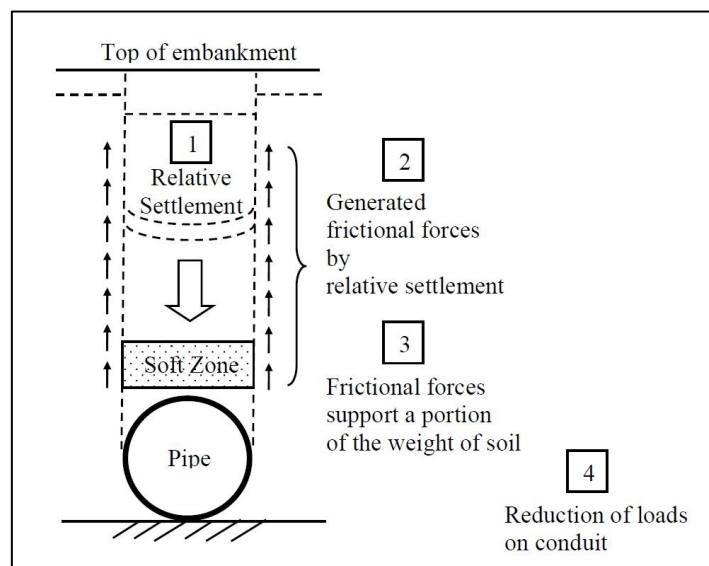 Top of embankment
1
Relative
Settlement
2
Generated
frictional forces
by
relative settlement
Soft Zone
3
Frictional forces
support a portion
of the weight of soil
Pipe
4
Reduction of loads
on conduit